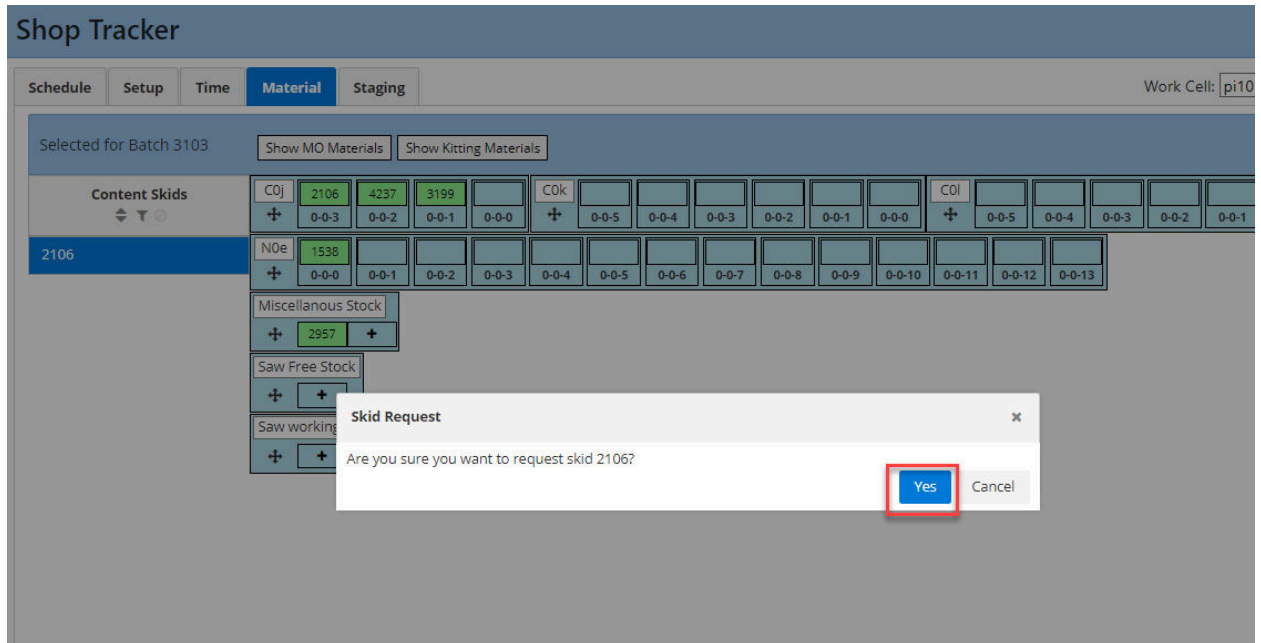 Shop Tracker
Schedule Setup Time Material Staging Work Cell: pi10
Selected for Batch 3103 Show MO Materials Show Kitting Materials
Content Skids
C0j 2106 4237 3199 C0k C0l
0-0-3 0-0-2 0-0-1 0-0-0 0-0-5 0-0-4 0-0-3 0-0-2 0-0-1 0-0-0 0-0-5 0-0-4 0-0-3 0-0-2 0-0-1
2106
N0e 1538
0-0-0 0-0-1 0-0-2 0-0-3 0-0-4 0-0-5 0-0-6 0-0-7 0-0-8 0-0-9 0-0-10 0-0-11 0-0-12 0-0-13
Miscellanous Stock
2957 +
Saw Free Stock
+
Saw working
+
Skid Request
Are you sure you want to request skid 2106?
Yes Cancel